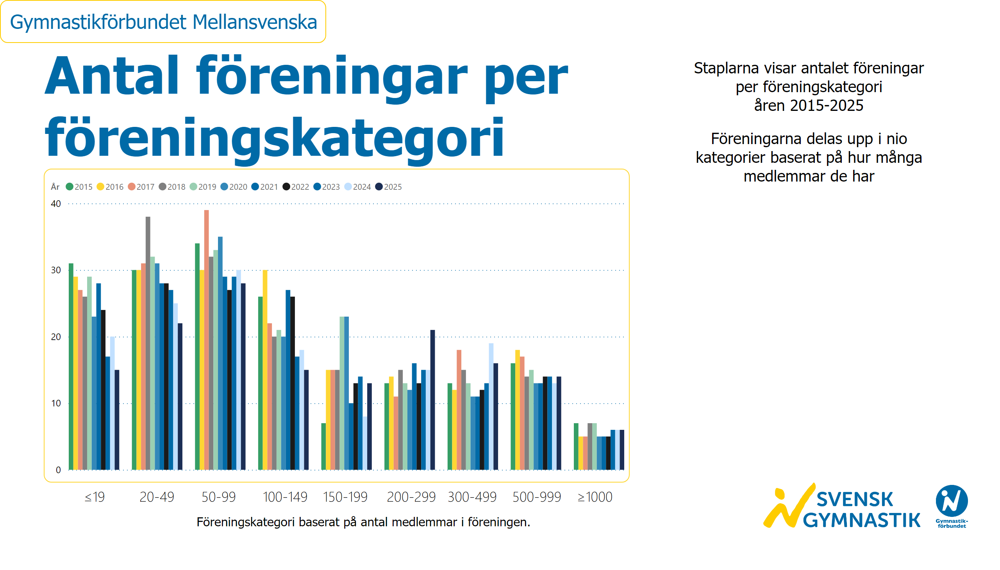 Gymnastikförbundet Mellansvenska
Antal föreningar per
föreningskategori
Staplarna visar antalet föreningar
per föreningskategori
åren 2015-2025
Föreningarna delas upp i nio
kategorier baserat på hur många
medlemmar de har
År 2015 2016 2017 2018 2019 2020 2021 2022 2023 2024 2025
40
30
20
10
0
≤19 20-49 50-99 100-149 150-199 200-299 300-499 500-999 ≥1000
Föreningskategori baserat på antal medlemmar i föreningen.
SVENSK
GYMNASTIK
Gymnastik-
förbundet